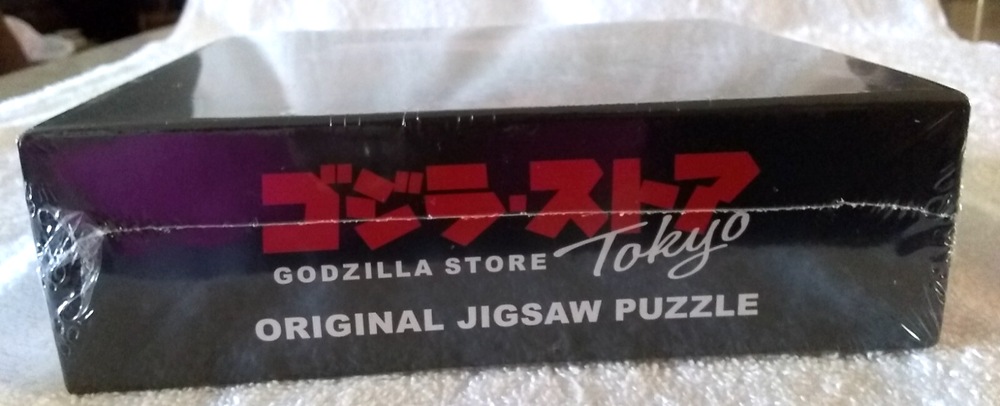 ゴジラ・ストア
Tokyo
GODZILLA STORE
ORIGINAL JIGSAW PUZZLE